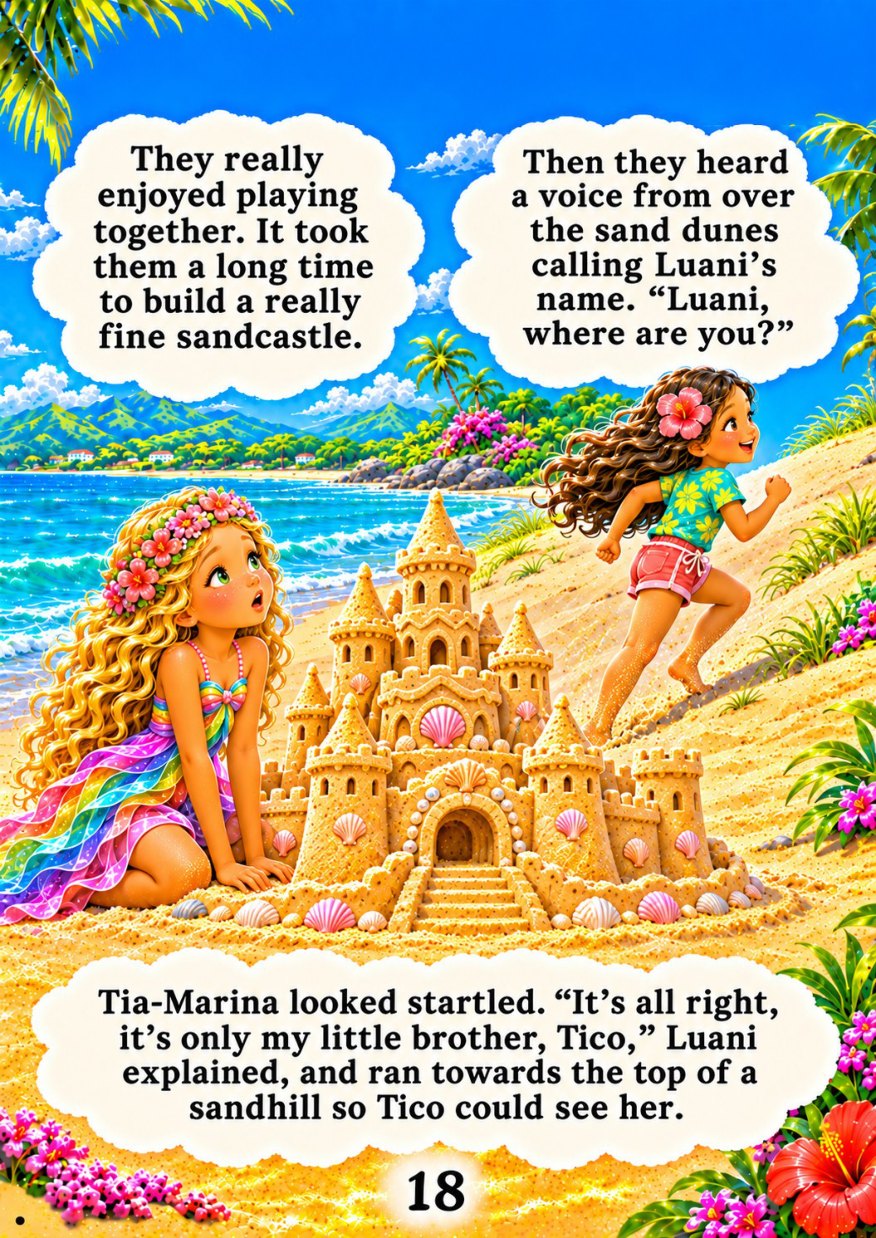 They really
enjoyed playing
together. It took
them a long time
to build a really
fine sandcastle.
Then they heard
a voice from over
the sand dunes
calling Luani’s
name. “Luani,
where are you?”
Tia-Marina looked startled. “It’s all right,
it’s only my little brother, Tico,” Luani
explained, and ran towards the top of a
sandhill so Tico could see her.
18